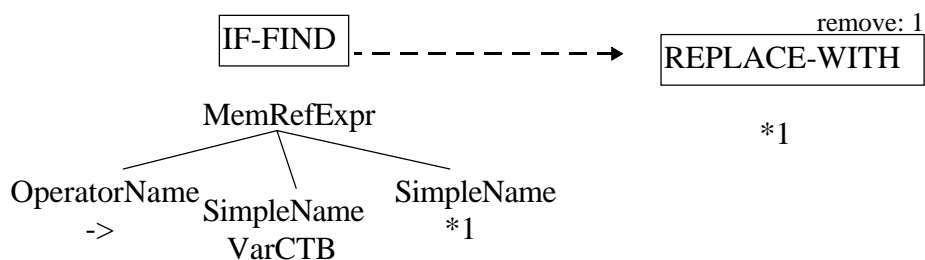 remove: 1
IF-FIND
REPLACE-WITH
MemRefExpr
*1
OperatorName
SimpleName
SimpleName
->
VarCTB
*1